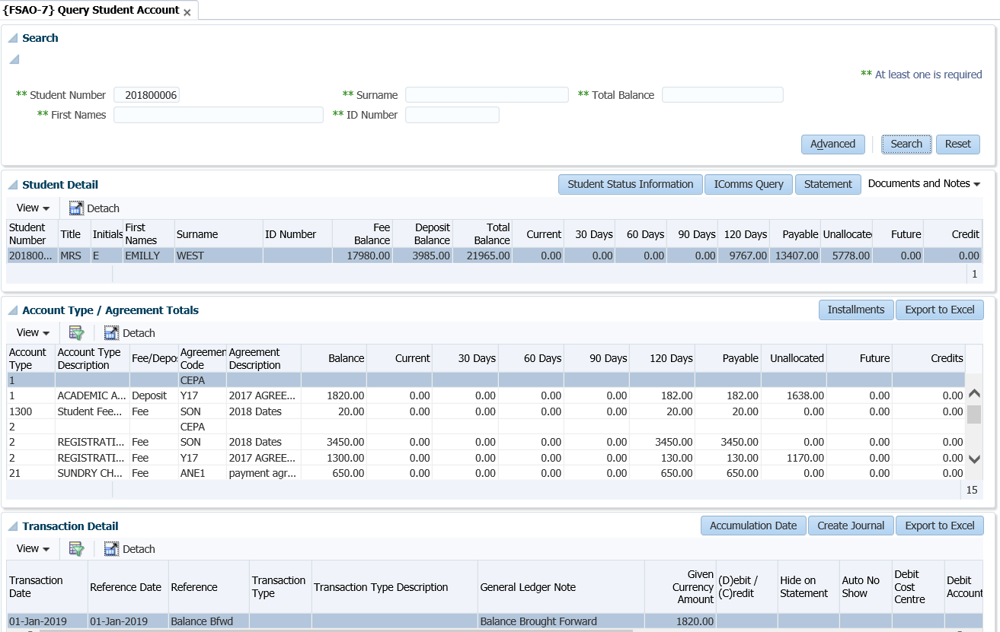 {FSAO-7} Query Student Account ×
Search
** At least one is required
** Student Number 201800006 ** Surname ** Total Balance
** First Names ** ID Number
Advanced Search Reset
Student Detail Student Status Information IComms Query Statement Documents and Notes
View Detach
Student Number Title Initials First Names Surname ID Number Fee Balance Deposit Balance Total Balance Current 30 Days 60 Days 90 Days 120 Days Payable Unallocate Future Credit
201800... MRS E EMILLY WEST 17980.00 3985.00 21965.00 0.00 0.00 0.00 0.00 9767.00 13407.00 5778.00 0.00 0.00
1
Account Type / Agreement Totals Installments Export to Excel
View Detach
Account Type Account Type Description Fee/Depo Agreemen Code Agreement Description Balance Current 30 Days 60 Days 90 Days 120 Days Payable Unallocated Future Credits
1 CEPA
1 ACADEMIC A... Deposit Y17 2017 AGREE... 1820.00 0.00 0.00 0.00 0.00 182.00 182.00 1638.00 0.00 0.00
1300 Student Fee... Fee SON 2018 Dates 20.00 0.00 0.00 0.00 0.00 20.00 20.00 0.00 0.00 0.00
2 CEPA
2 REGISTRATI... Fee SON 2018 Dates 3450.00 0.00 0.00 0.00 0.00 3450.00 3450.00 0.00 0.00 0.00
2 REGISTRATI... Fee Y17 2017 AGREE... 1300.00 0.00 0.00 0.00 0.00 130.00 130.00 1170.00 0.00 0.00
21 SUNDRY CH... Fee ANE1 payment agr... 650.00 0.00 0.00 0.00 0.00 650.00 650.00 0.00 0.00 0.00
15
Transaction Detail Accumulation Date Create Journal Export to Excel
View Detach
Transaction Date Reference Date Reference Transaction Type Transaction Type Description General Ledger Note Given Currency Amount (D)ebit / (C)redit Hide on Statement Auto No Show Debit Cost Centre Debit Account
01-Jan-2019 01-Jan-2019 Balance Bfwd Balance Brought Forward 1820.00